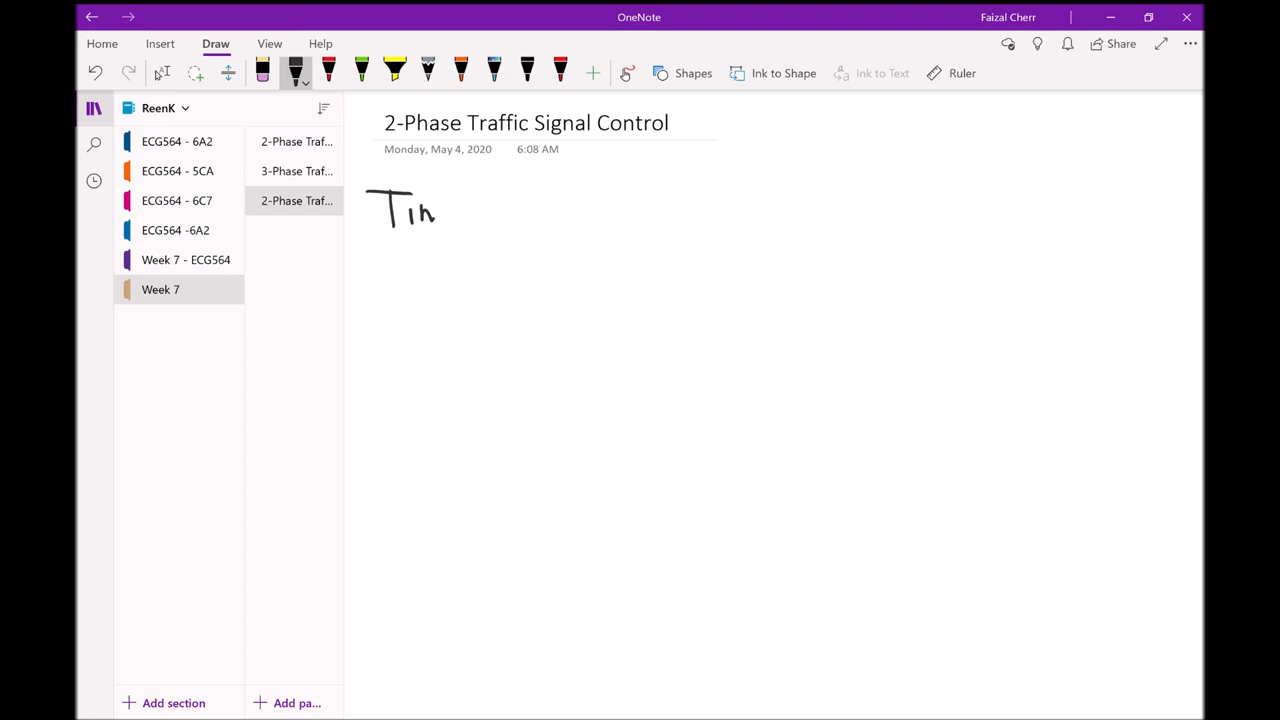 OneNote
Faizal Cherr
Home Insert Draw View Help
Share
Shapes Ink to Shape Ink to Text Ruler
ReenK
ECG564 - 6A2
ECG564 - 5CA
ECG564 - 6C7
ECG564 -6A2
Week 7 - ECG564
Week 7
2-Phase Traf...
3-Phase Traf...
2-Phase Traf...
2-Phase Traffic Signal Control
Monday, May 4, 2020 6:08 AM
Tin
Add section
Add pa...